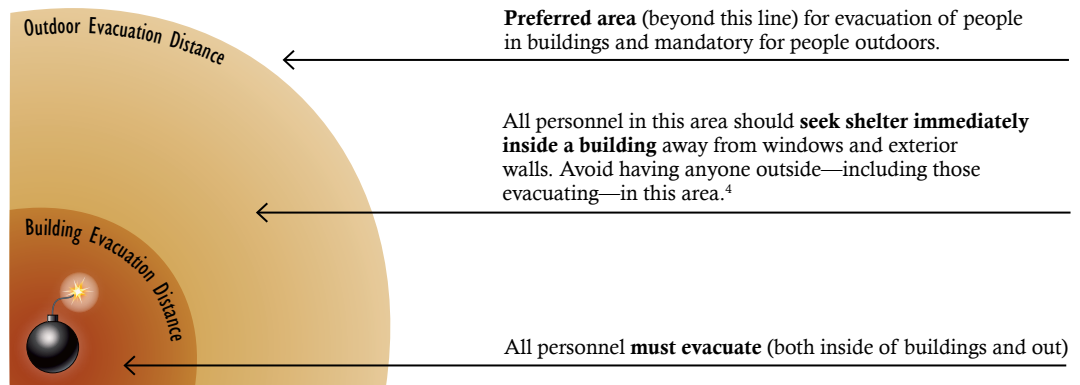 Outdoor Evacuation Distance
Preferred area (beyond this line) for evacuation of people
in buildings and mandatory for people outdoors.
All personnel in this area should seek shelter immediately
inside a building away from windows and exterior
walls. Avoid having anyone outside—including those
evacuating—in this area.⁴
Building Evacuation Distance
All personnel must evacuate (both inside of buildings and out)